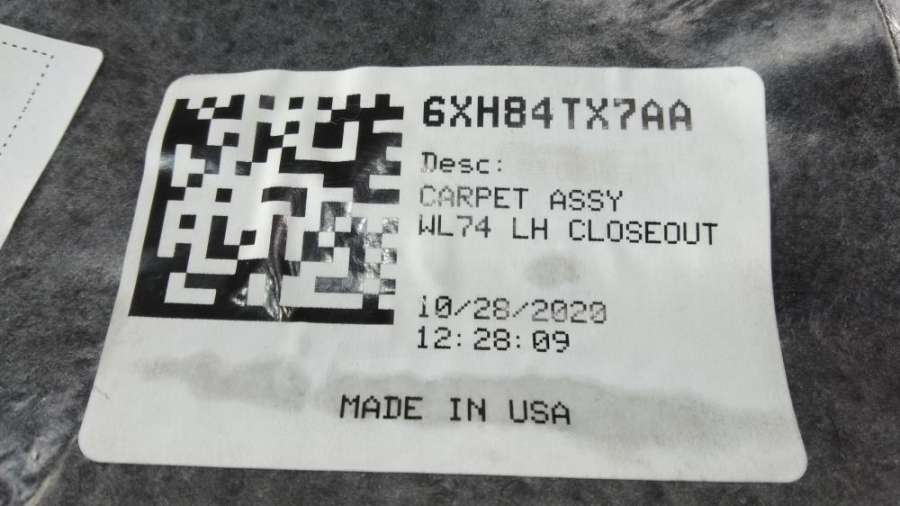 6XH84TX7AA
Desc:
CARPET ASSY
WL74 LH CLOSEOUT
10/28/2020
12:28:09
MADE IN USA